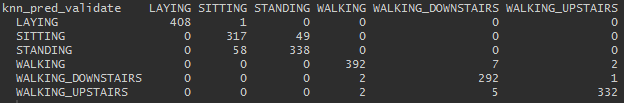 knn_pred_validate LAYING SITTING STANDING WALKING WALKING_DOWNSTAIRS WALKING_UPSTAIRS
LAYING 408 1 0 0 0 0
SITTING 0 317 49 0 0 0
STANDING 0 58 338 0 0 0
WALKING 0 0 0 392 7 2
WALKING_DOWNSTAIRS 0 0 0 2 292 1
WALKING_UPSTAIRS 0 0 0 2 5 332